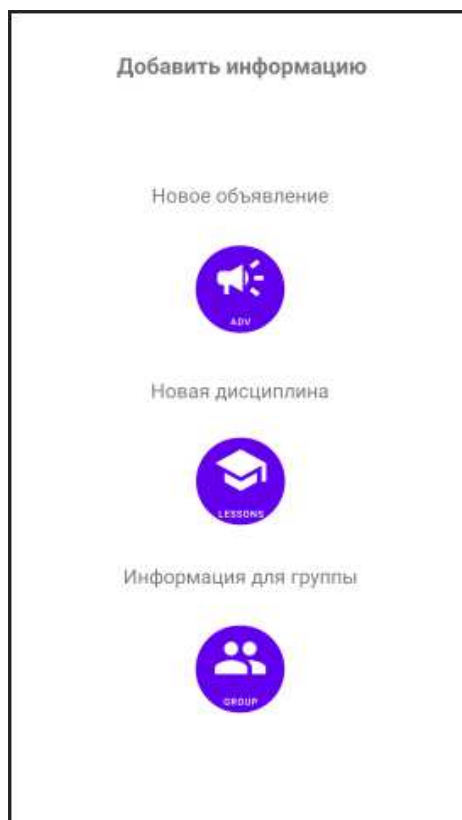 Добавить информацию
Новое объявление
ADV
Новая дисциплина
LESSONS
Информация для группы
GROUP